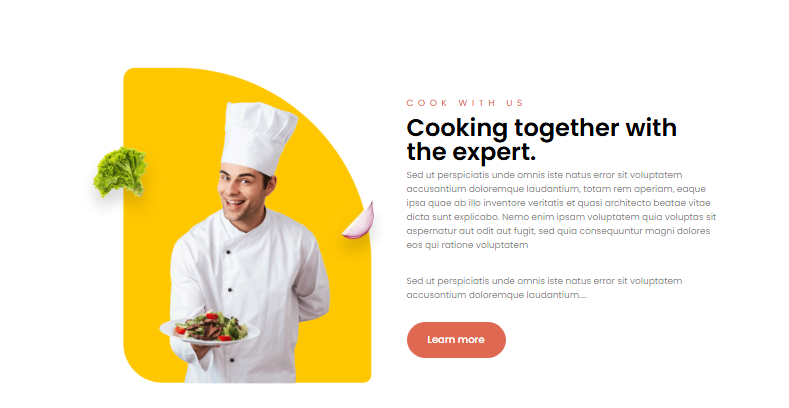 COOK WITH US
Cooking together with
the expert.
Sed ut perspiciatis unde omnis iste natus error sit voluptatem
accusantium doloremque laudantium, totam rem aperiam, eaque
ipsa quae ab illo inventore veritatis et quasi architecto beatae vitae
dicta sunt explicabo. Nemo enim ipsam voluptatem quia voluptas sit
aspernatur aut odit aut fugit, sed quia consequuntur magni dolores
eos qui ratione voluptatem
Sed ut perspiciatis unde omnis iste natus error sit voluptatem
accusantium doloremque laudantium....
Learn more